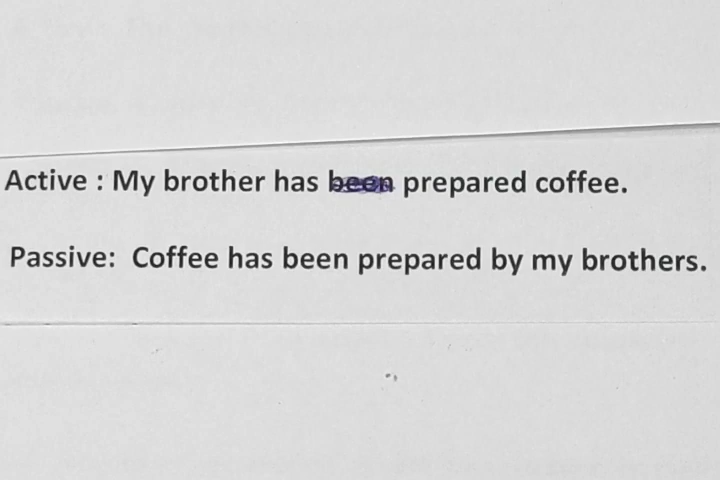 Active : My brother has been prepared coffee.
Passive: Coffee has been prepared by my brothers.